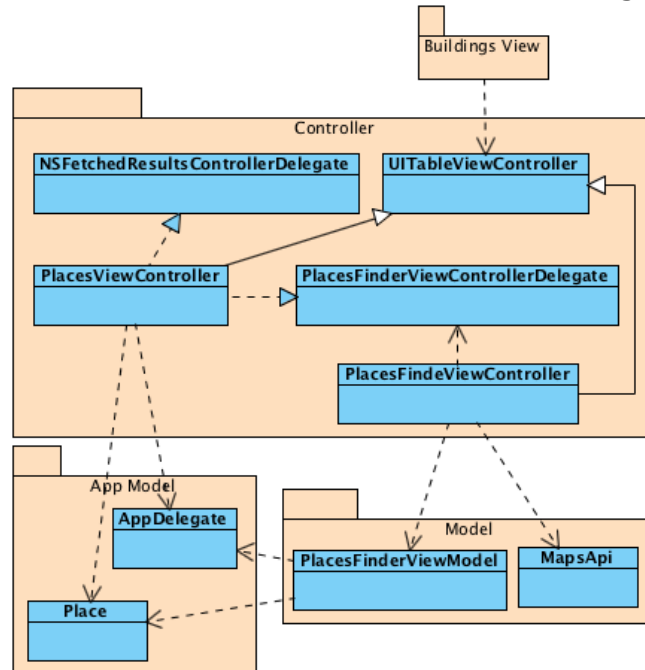 Buildings View
Controller
NSFetchedResultsControllerDelegate
UITableViewController
PlacesViewController
PlacesFinderViewControllerDelegate
PlacesFindeViewController
App Model
AppDelegate
Place
Model
PlacesFinderViewModel
MapsApi